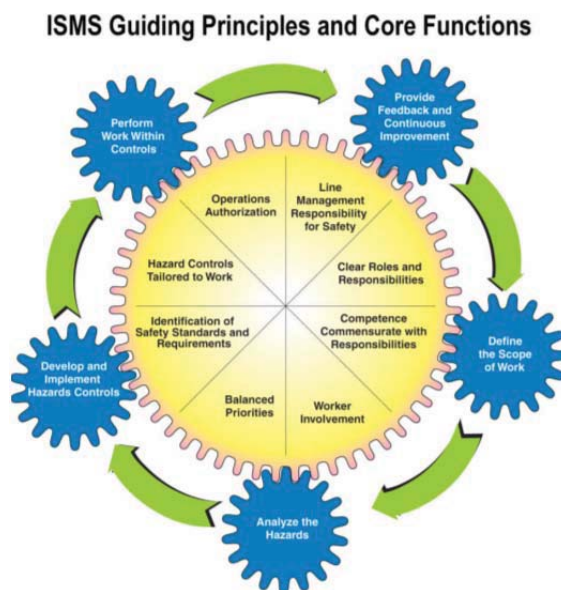 ISMS Guiding Principles and Core Functions
Perform
Work Within
Controls
Provide
Feedback and
Continuous
Improvement
Operations
Authorization
Line
Management
Responsibility
for Safety
Hazard Controls
Tailored to Work
Clear Roles and
Responsibilities
Identification of
Safety Standards and
Requirements
Competence
Commensurate with
Responsibilities
Define
the Scope
of Work
Develop and
Implement
Hazards Controls
Balanced
Priorities
Worker
Involvement
Analyze the
Hazards